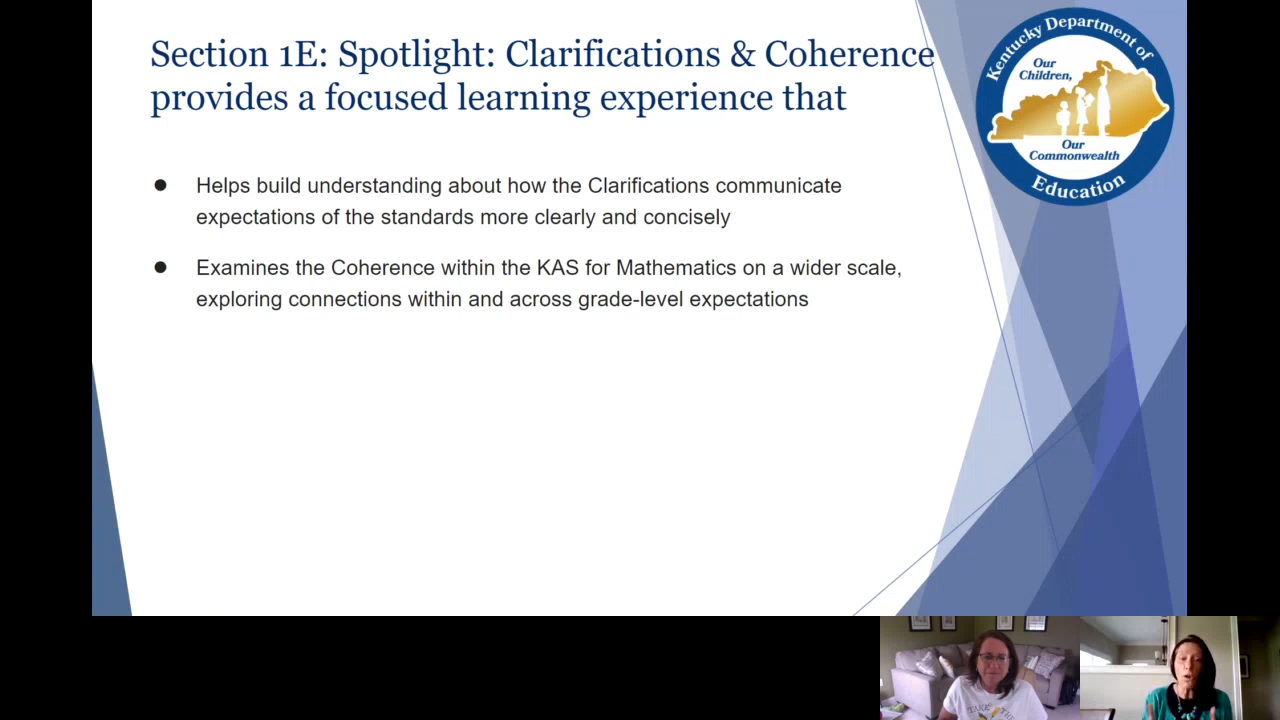 Section 1E: Spotlight: Clarifications & Coherence
provides a focused learning experience that
Kentucky Department of
Our
Children,
Our
Commonwealth
Education
● Helps build understanding about how the Clarifications communicate
expectations of the standards more clearly and concisely
● Examines the Coherence within the KAS for Mathematics on a wider scale,
exploring connections within and across grade-level expectations